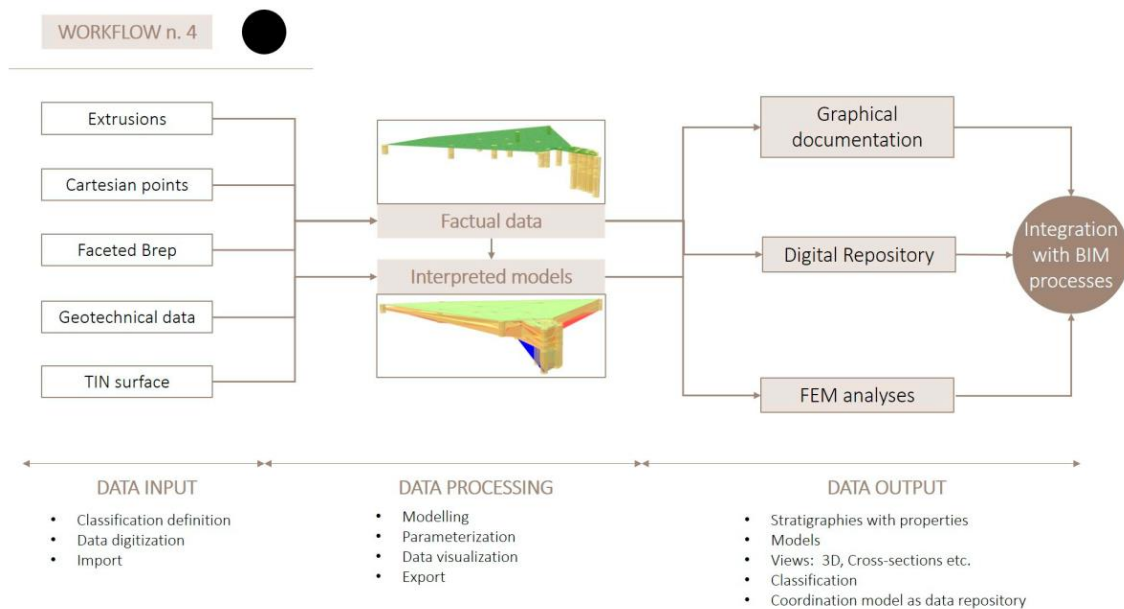 WORKFLOW n. 4
Extrusions
Cartesian points
Faceted Brep
Geotechnical data
TIN surface
Factual data
Interpreted models
Graphical
documentation
Digital Repository
FEM analyses
Integration
with BIM
processes
DATA INPUT
• Classification definition
• Data digitization
• Import
DATA PROCESSING
• Modelling
• Parameterization
• Data visualization
• Export
DATA OUTPUT
• Stratigraphies with properties
• Models
• Views: 3D, Cross-sections etc.
• Classification
• Coordination model as data repository